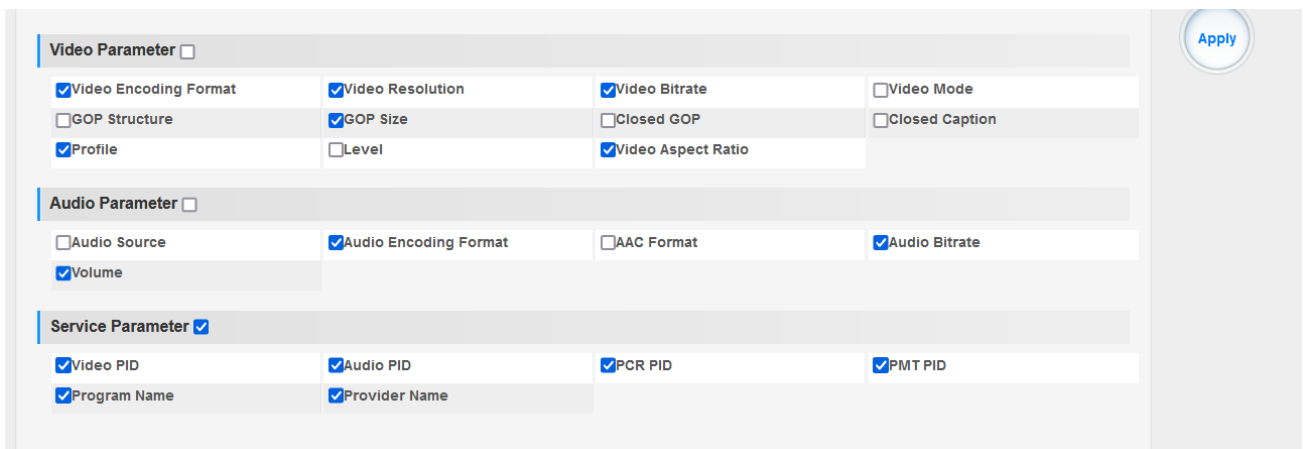 Apply
Video Parameter
Video Encoding Format Video Resolution Video Bitrate Video Mode
GOP Structure GOP Size Closed GOP Closed Caption
Profile Level Video Aspect Ratio
Audio Parameter
Audio Source Audio Encoding Format AAC Format Audio Bitrate
Volume
Service Parameter
Video PID Audio PID PCR PID PMT PID
Program Name Provider Name